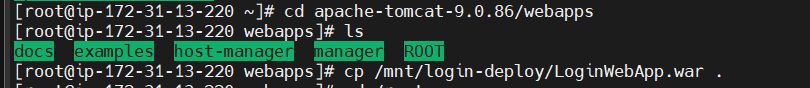 [root@ip-172-31-13-220 ~]# cd apache-tomcat-9.0.86/webapps
[root@ip-172-31-13-220 webapps]# ls
docs  examples  host-manager  manager  ROOT
[root@ip-172-31-13-220 webapps]# cp /mnt/login-deploy/LoginWebApp.war .